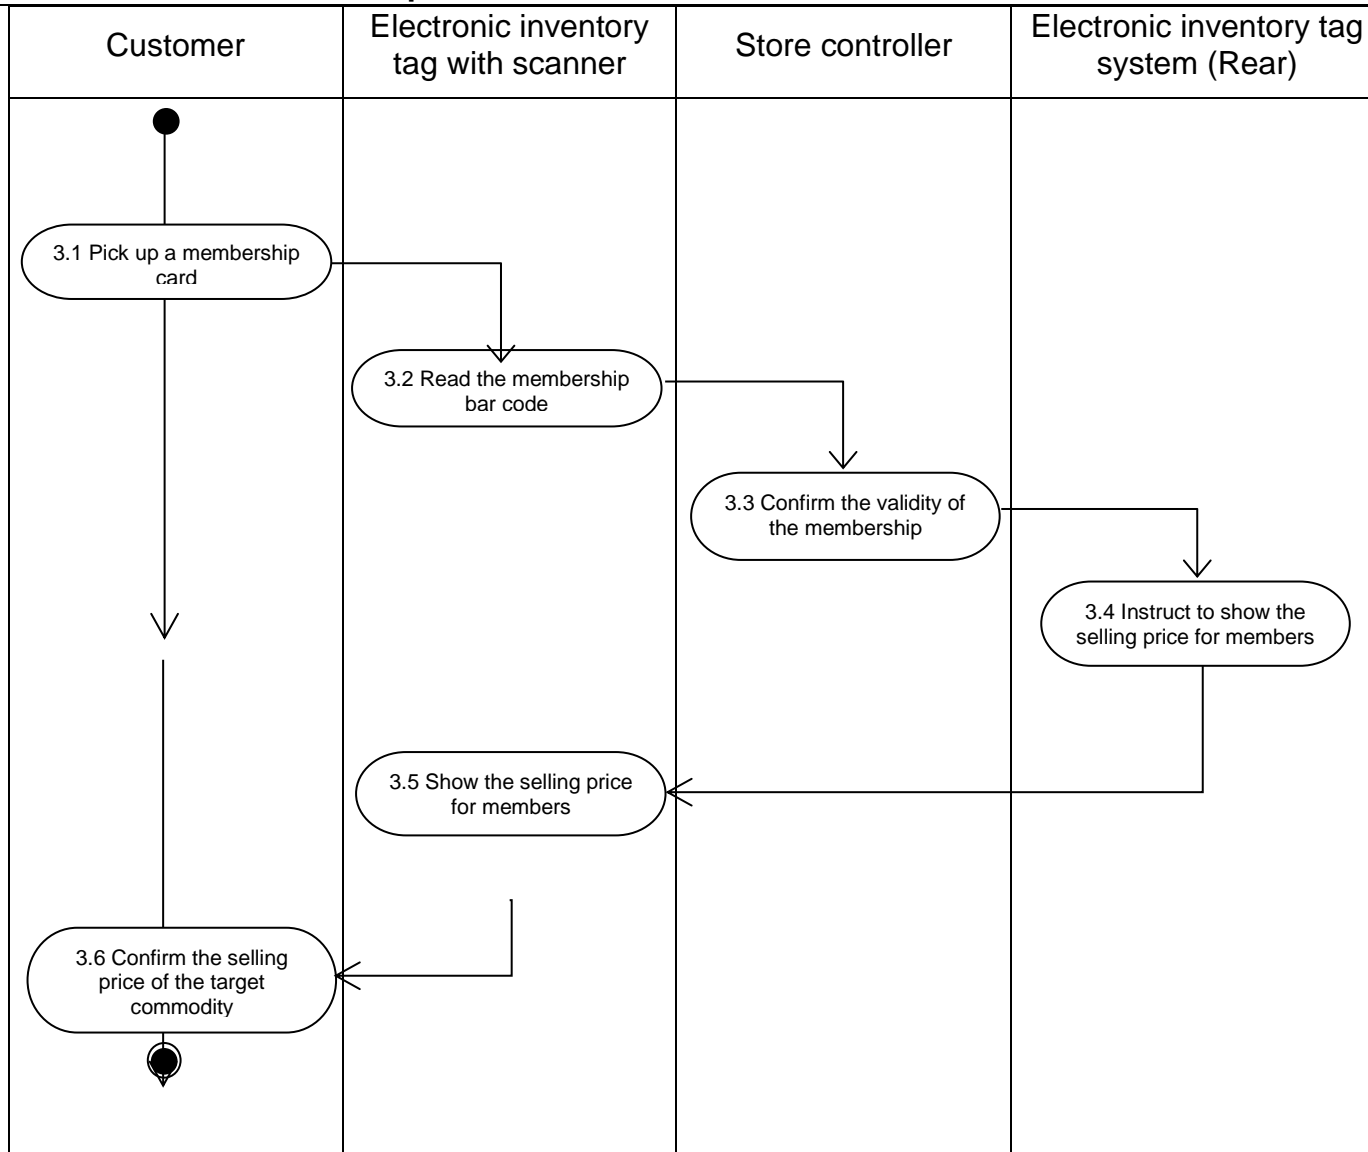 Customer
Electronic inventory
tag with scanner
Store controller
Electronic inventory tag
system (Rear)
3.1 Pick up a membership
card
3.2 Read the membership
bar code
3.3 Confirm the validity of
the membership
3.4 Instruct to show the
selling price for members
3.5 Show the selling price
for members
3.6 Confirm the selling
price of the target
commodity